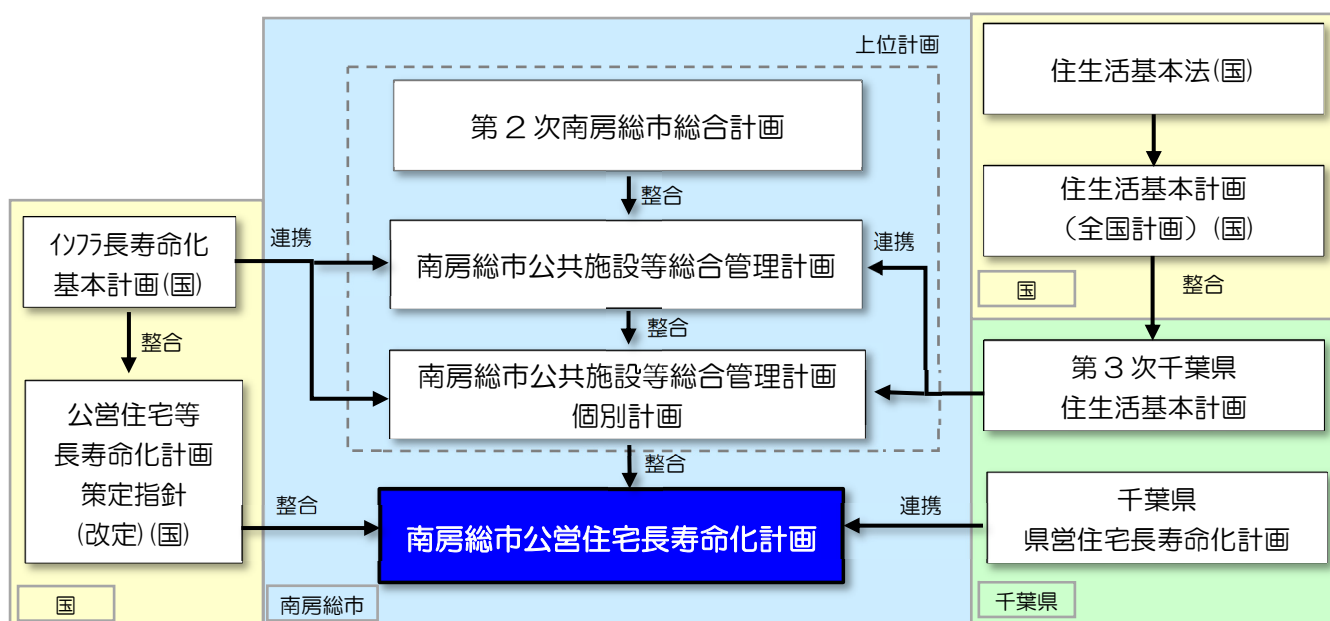 上位計画
第2次南房総市総合計画
整合
南房総市公共施設等総合管理計画
整合
南房総市公共施設等総合管理計画
個別計画
整合
南房総市公営住宅長寿命化計画
南房総市
連携
連携
整合
連携
インフラ長寿命化
基本計画(国)
整合
公営住宅等
長寿命化計画
策定指針
(改定)(国)
国
住生活基本法(国)
住生活基本計画
（全国計画）(国)
国
整合
第3次千葉県
住生活基本計画
千葉県
県営住宅長寿命化計画
千葉県